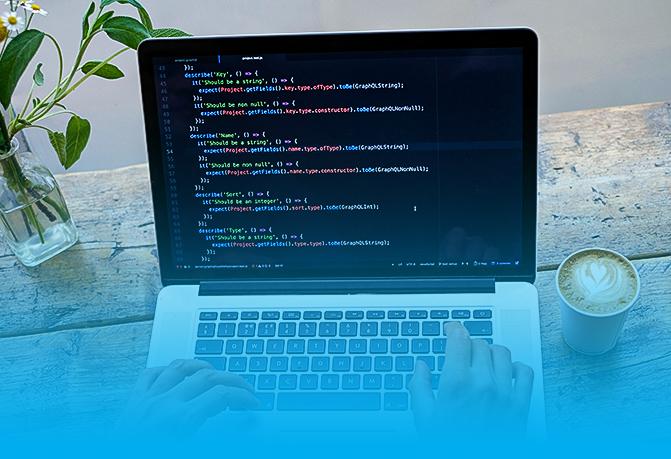 project.test.js
});
describe('Key', () => {
it('Should be a string', () => {
expect(Project.getFields().key.type.ofType).toBe(GraphQLString);
});
it('Should be non null', () => {
expect(Project.getFields().key.type.constructor).toBe(GraphQLNonNull);
});
});
describe('Name', () => {
it('Should be a string', () => {
54 expect(Project.getFields().name.type.ofType).toBe(GraphQLString);
});
it('Should be non null', () => {
expect(Project.getFields().name.type.constructor).toBe(GraphQLNonNull);
});
});
describe('Sort', () => {
it('Should be an integer', () => {
expect(Project.getFields().sort.type).toBe(GraphQLInt);
});
});
describe('Type', () => {
it('Should be a string', () => {
expect(Project.getFields().type.type).toBe(GraphQLString);
});
});